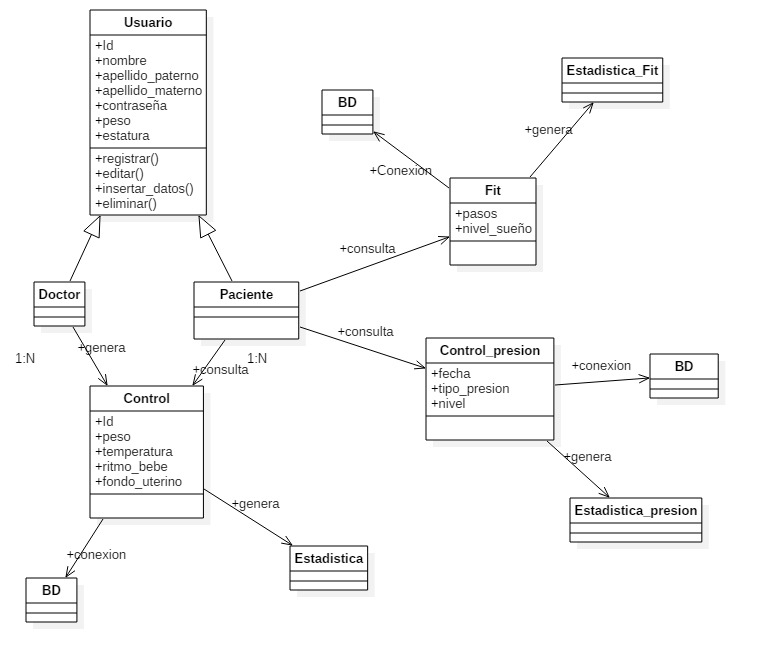 Usuario
+Id
+nombre
+apellido_paterno
+apellido_materno
+contraseña
+peso
+estatura
+registrar()
+editar()
+insertar_datos()
+eliminar()
BD
Estadistica_Fit
+genera
+Conexion
Fit
+pasos
+nivel_sueño
+consulta
Doctor
Paciente
+consulta
+genera
1:N
1:N
+consulta
Control_presion
+fecha
+tipo_presion
+nivel
+conexion
BD
Control
+Id
+peso
+temperatura
+ritmo_bebe
+fondo_uterino
+genera
Estadistica_presion
+genera
+conexion
Estadistica
BD